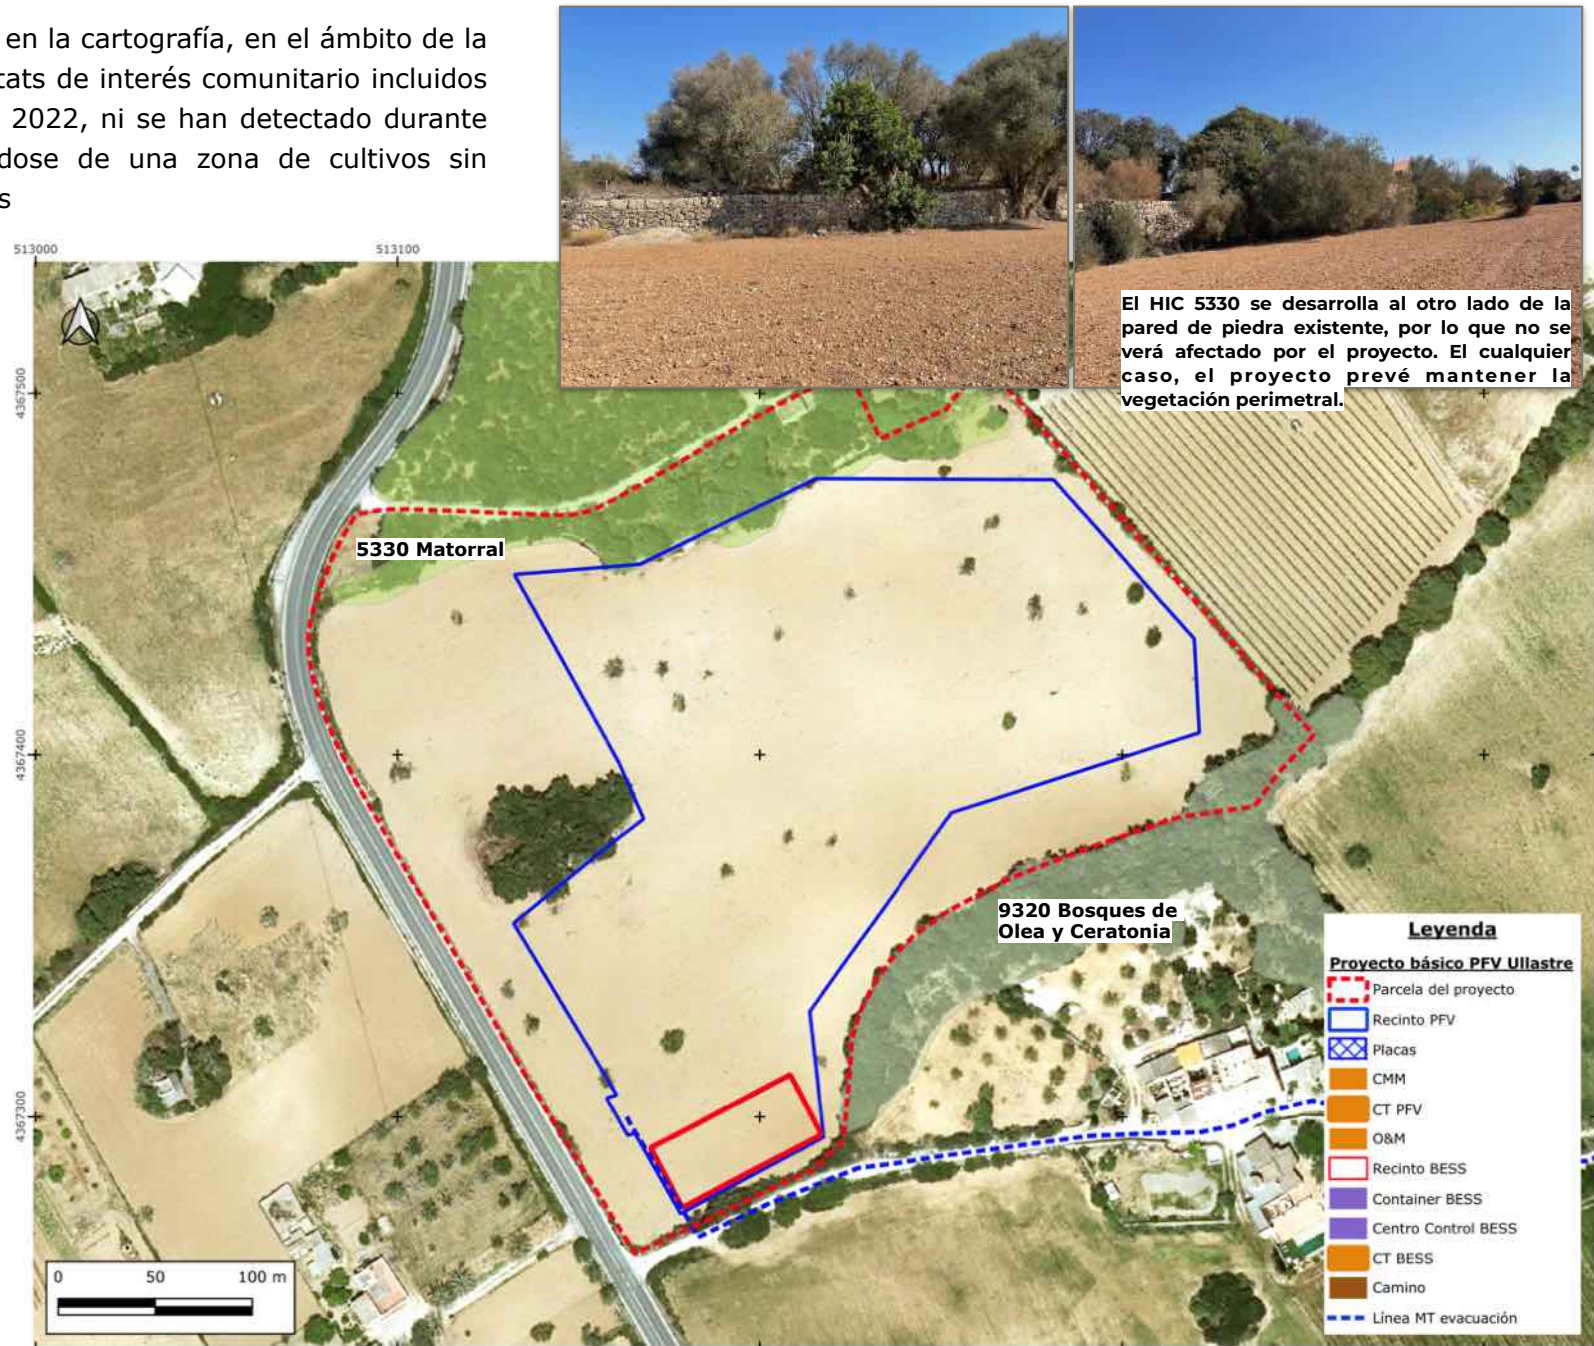 en la cartografía, en el ámbito de la
tats de interés comunitario incluidos
2022, ni se han detectado durante
dose de una zona de cultivos sin
s
El HIC 5330 se desarrolla al otro lado de la
pared de piedra existente, por lo que no se
verá afectado por el proyecto. El cualquier
caso, el proyecto prevé mantener la
vegetación perimetral.
513000
513100
4367500
4367400
4367300
5330 Matorral
9320 Bosques de
Olea y Ceratonia
Leyenda
Proyecto básico PFV Ullastre
Parcela del proyecto
Recinto PFV
Placas
CMM
CT PFV
O&M
Recinto BESS
Container BESS
Centro Control BESS
CT BESS
Camino
Línea MT evacuación
0 50 100 m